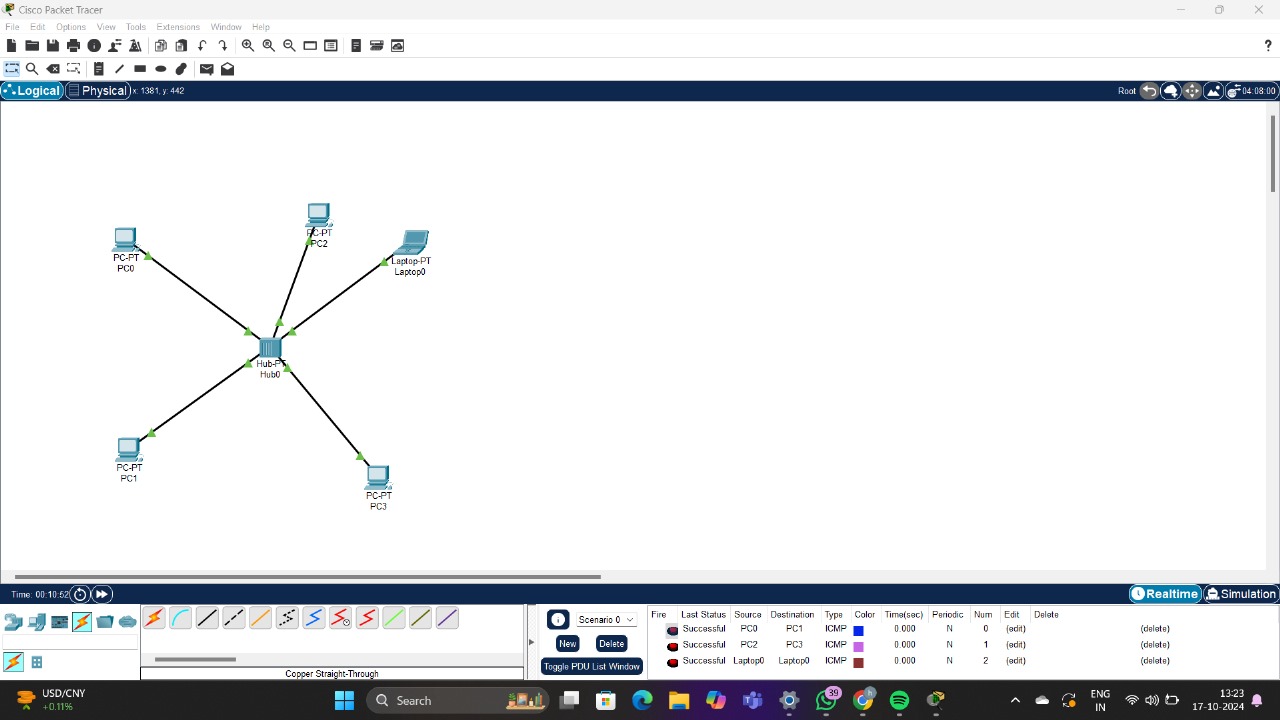 Cisco Packet Tracer
File Edit Options View Tools Extensions Window Help
?
Logical Physical x: 1381, y: 442 Root 04:08:00
PC-PT
PC2
PC-PT
PC0
Laptop-PT
Laptop0
Hub-PT
Hub0
PC-PT
PC1
PC-PT
PC3
Time: 00:10:52 Realtime Simulation
Scenario 0
New Delete
Toggle PDU List Window
Fire Last Status Source Destination Type Color Time(sec) Periodic Num Edit Delete
Successful PC0 PC1 ICMP 0.000 N 0 (edit) (delete)
Successful PC2 PC3 ICMP 0.000 N 1 (edit) (delete)
Successful Laptop0 Laptop0 ICMP 0.000 N 2 (edit) (delete)
Copper Straight-Through
USD/CNY
+0.11%
Search
39
ENG
IN
13:23
17-10-2024